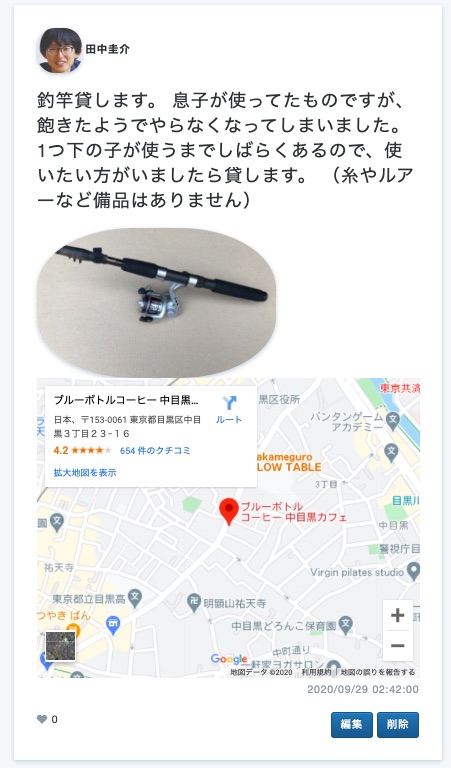 田中圭介
釣竿貸します。 息子が使ってたものですが、
飽きたようでやらなくなってしまいました。
1つ下の子が使うまでしばらくあるので、使
いたい方がいましたら貸します。 （糸やルア
ーなど備品はありません）
ブルーボトルコーヒー 中目黒...
ルート
日本、〒153-0061 東京都目黒区中目
黒３丁目２３−１６
4.2 ★★★★★ 654 件のクチコミ
拡大地図を表示
黒区役所
東京共済
バンタンゲーム
アカデミー
akameguro
LOW TABLE
3丁目
目黒川
ブルーボトル
コーヒー 中目黒カフェ
中目黒
警視庁目
祐天寺
Virgin pilates studio
東京都立目黒高
明顕山祐天寺
つやき ぱん
中目黒どろんこ保育園
中町通り
一軒家ヨガサロン
Google
地図データ ©2020 利用規約 地図の誤りを報告する
2020/09/29 02:42:00
0
編集 削除